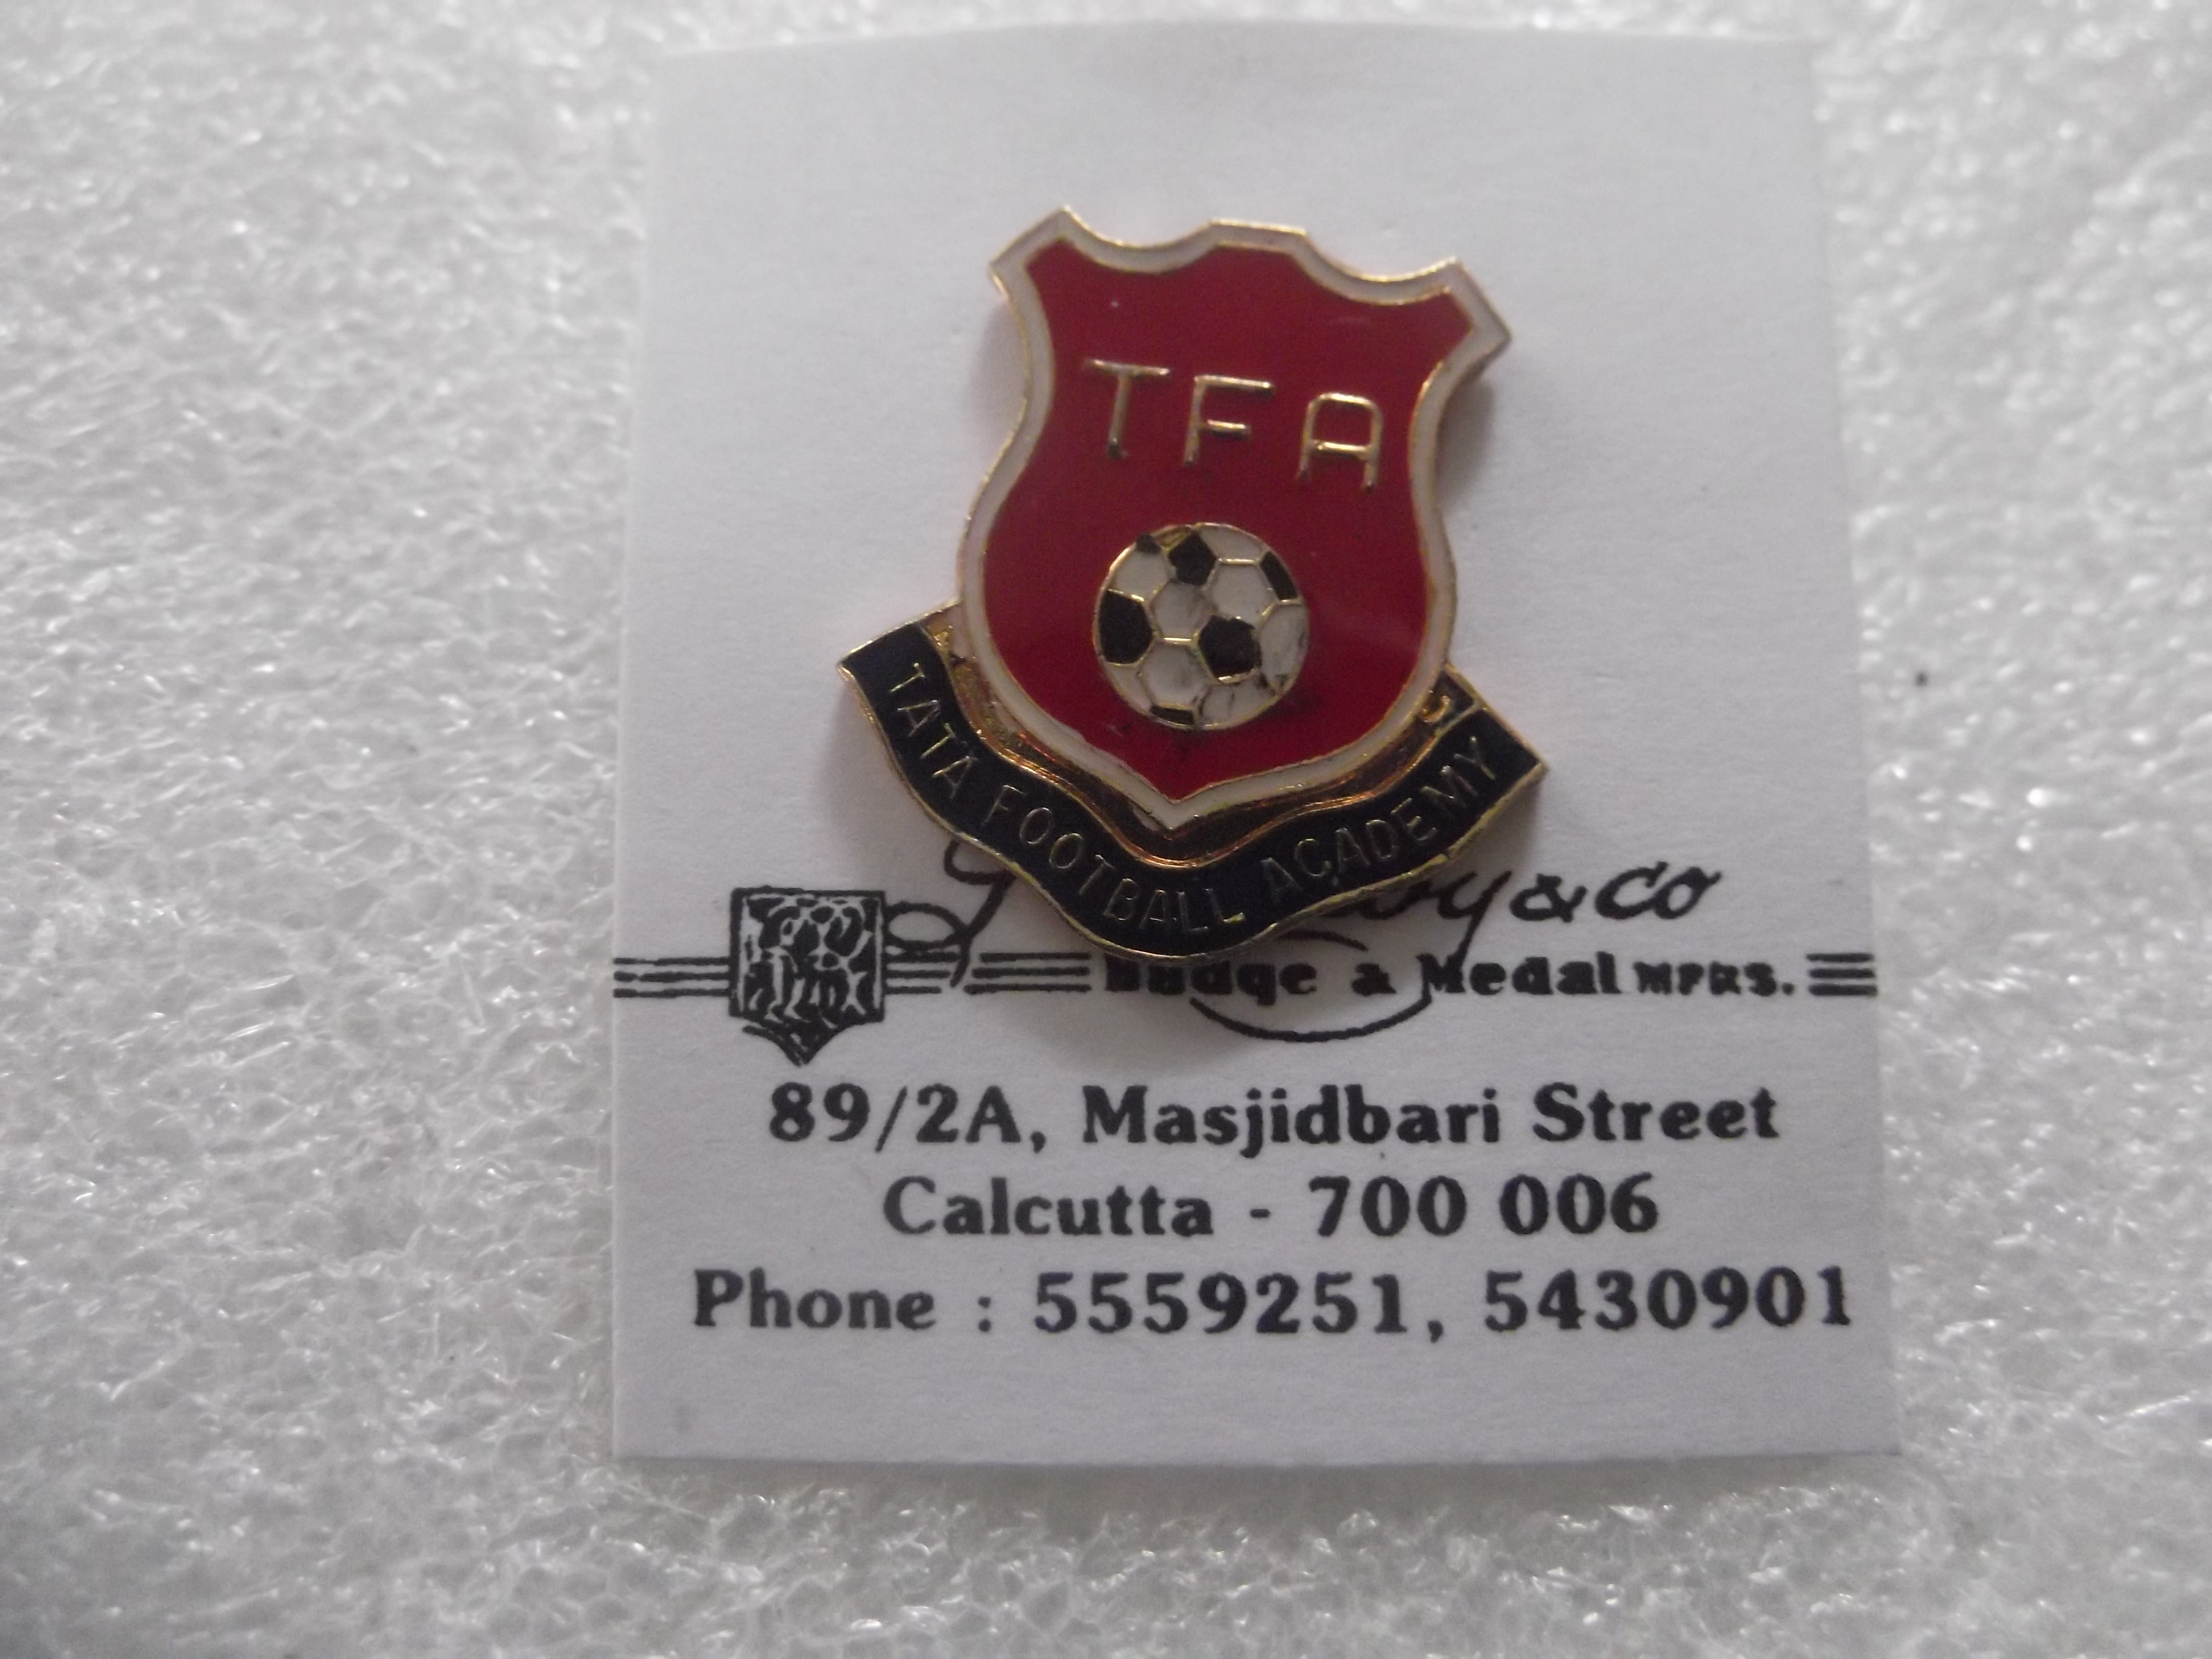 TFA
TATA FOOTBALL ACADEMY
& CO
Badge & Medal MFRS.
89/2A, Masjidbari Street
Calcutta - 700 006
Phone : 5559251, 5430901